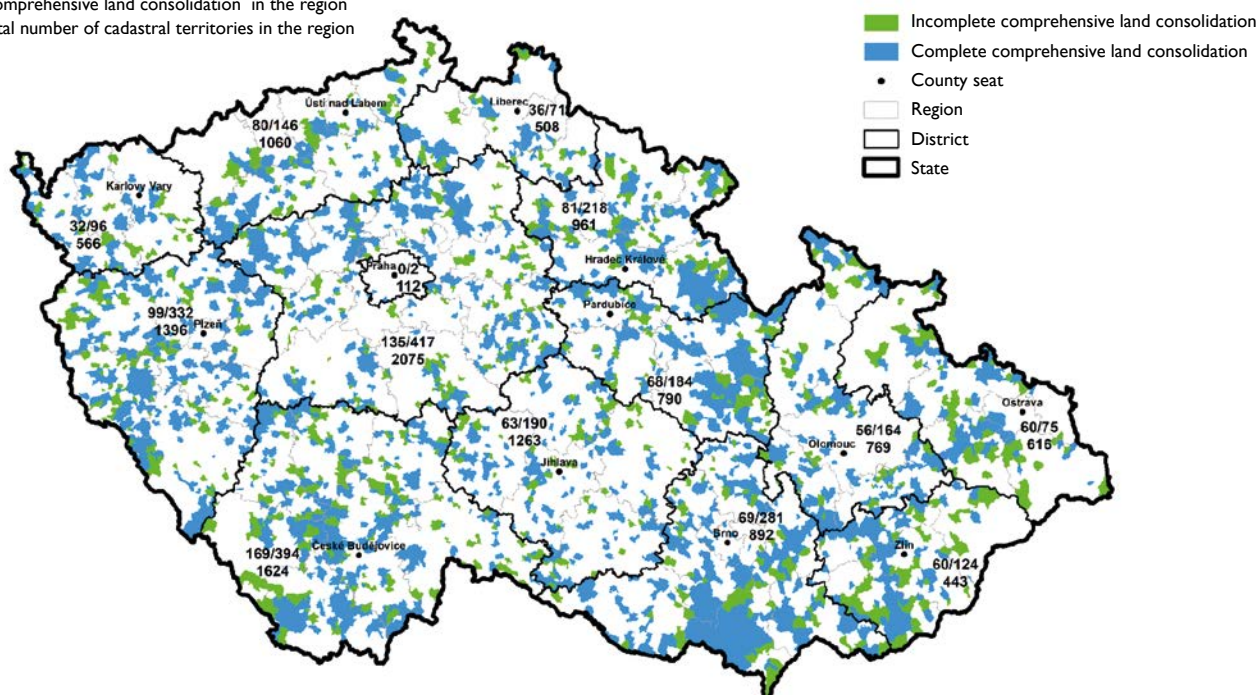 omprehensive land consolidation in the region
tal number of cadastral territories in the region
Incomplete comprehensive land consolidation
Complete comprehensive land consolidation
County seat
Region
District
State
Ústí nad Labem
80/146
1060
Liberec
36/71
508
Karlovy Vary
32/96
566
81/218
961
Hradec Králové
Praha
0/2
112
Pardubice
99/332
1396
Plzeň
135/417
2075
68/184
790
63/190
1263
Jihlava
Ostrava
60/75
616
56/164
769
Olomouc
69/281
892
Brno
169/394
1624
České Budějovice
Zlín
60/124
443